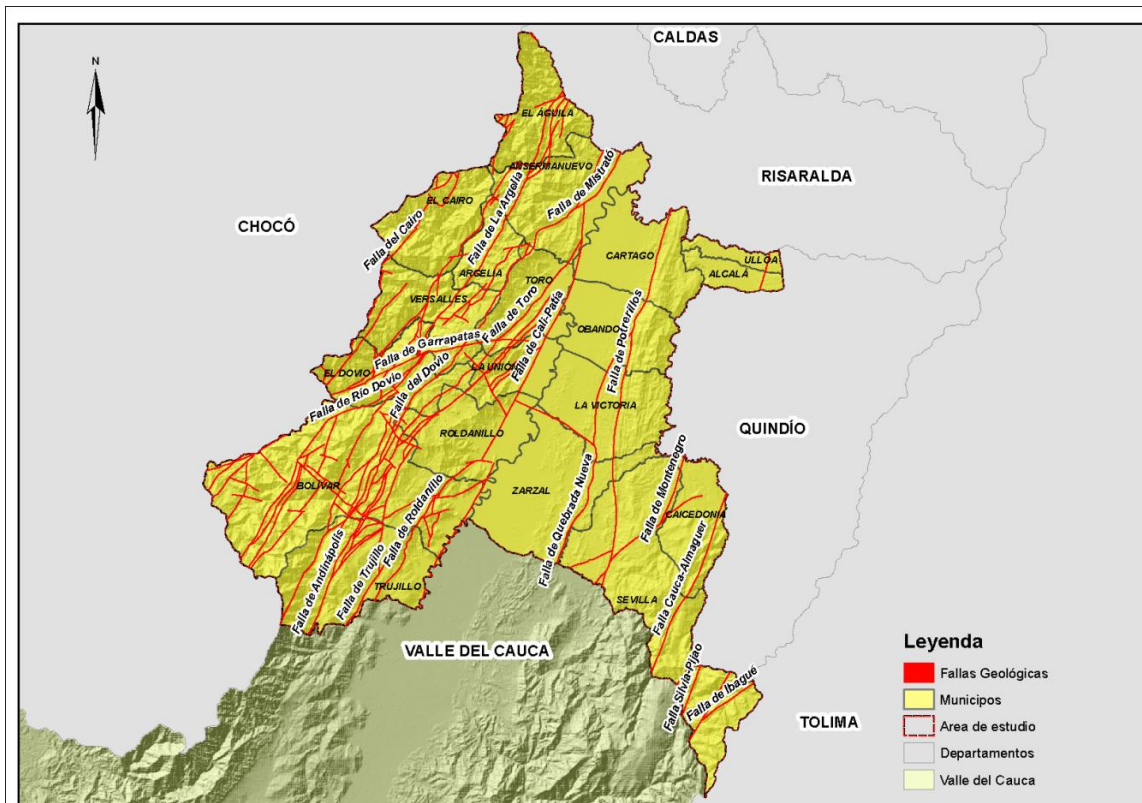 CALDAS
N
EL ÁGUILA
ANSERMANUEVO
Falla de Mistrató
RISARALDA
EL CAIRO
CHOCÓ
Falla del Cairo
Falla de La Argelia
CARTAGO
ULLOA
ALCALÁ
ARGELIA
TORO
VERSALLES
Falla de Toro
Falla de Cali-Patía
OBANDO
Falla de Potrerillos
Falla de Garrapatas
EL DOVIO
LA UNIÓN
Falla de Río Dovio
Falla del Dovio
LA VICTORIA
ROLDANILLO
QUINDÍO
BOLÍVAR
ZARZAL
Falla de Quebrada Nueva
Falla de Montenegro
CAICEDONIA
Falla de Roldanillo
Falla de Andinápolis
Falla de Trujillo
TRUJILLO
SEVILLA
Falla Cauca-Almaguer
VALLE DEL CAUCA
Falla Silvia-Pijao
Falla de Ibagué
TOLIMA
Leyenda
Fallas Geológicas
Municipos
Area de estudio
Departamentos
Valle del Cauca